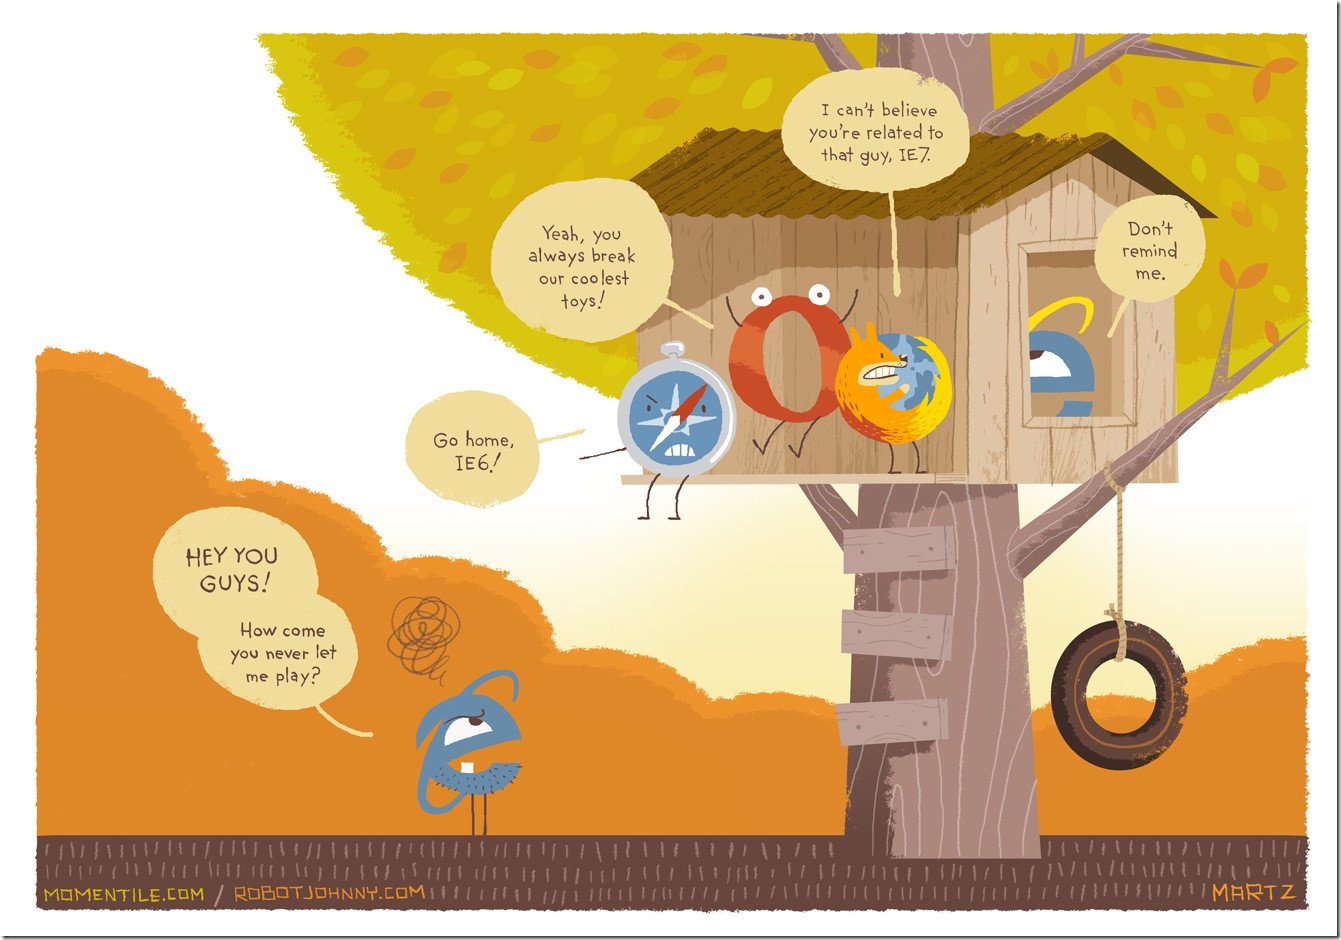 I can't believe
you're related to
that guy, IE7.
Yeah, you
always break
our coolest
toys!
Don't
remind
me.
Go home,
IE6!
HEY YOU
GUYS!
How come
you never let
me play?
MOMENTILE.COM / ROBOTJOHNNY.COM
MARTZ